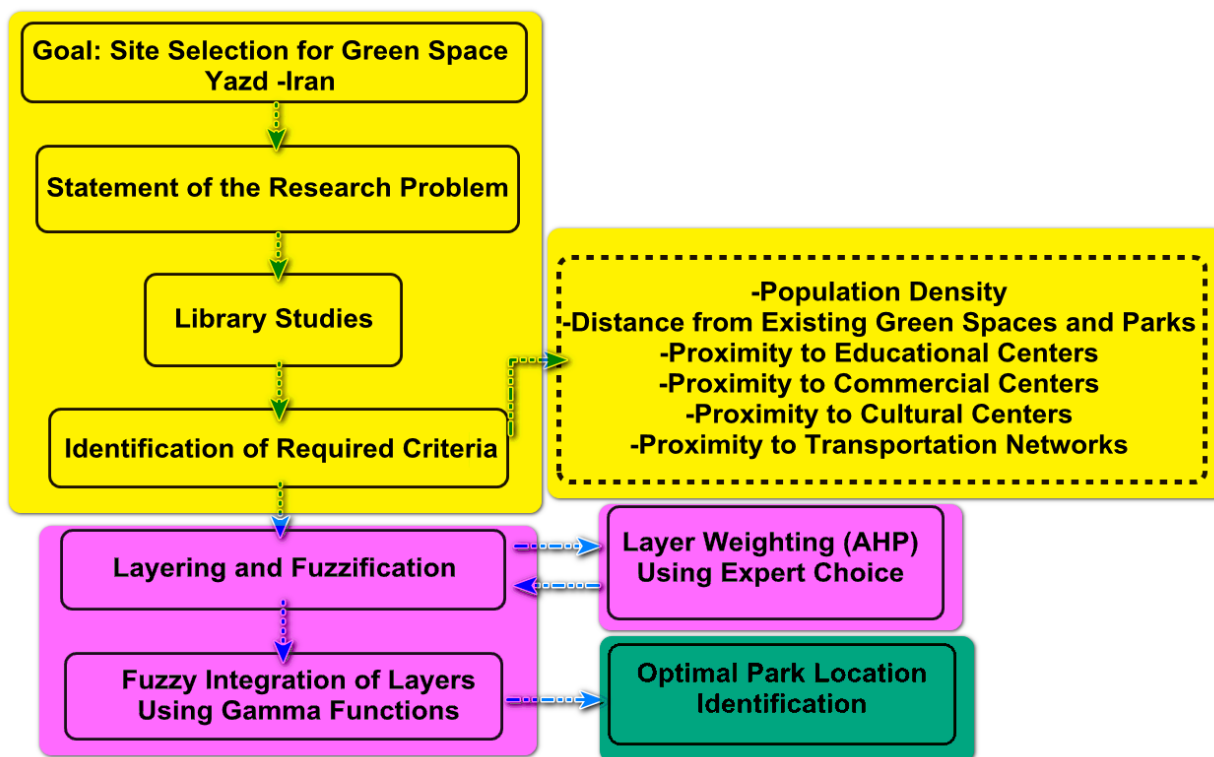 Goal: Site Selection for Green Space
Yazd -Iran
Statement of the Research Problem
Library Studies
Identification of Required Criteria
-Population Density
-Distance from Existing Green Spaces and Parks
-Proximity to Educational Centers
-Proximity to Commercial Centers
-Proximity to Cultural Centers
-Proximity to Transportation Networks
Layering and Fuzzification
Layer Weighting (AHP)
Using Expert Choice
Fuzzy Integration of Layers
Using Gamma Functions
Optimal Park Location
Identification